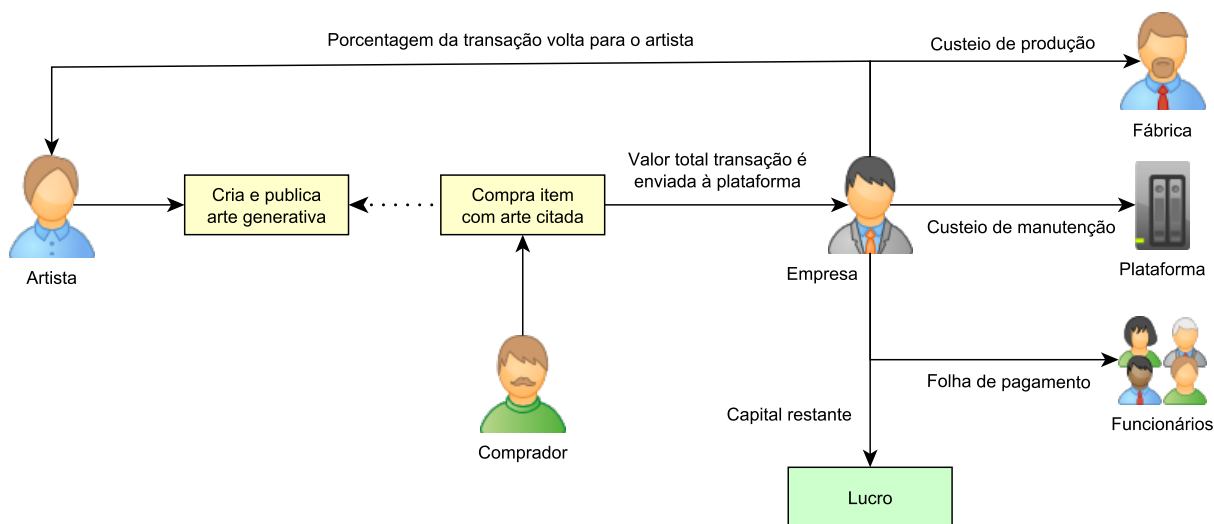 Porcentagem da transação volta para o artista
Custeio de produção
Fábrica
Cria e publica
arte generativa
Compra item
com arte citada
Valor total transação é
enviada à plataforma
Custeio de manutenção
Artista
Empresa
Plataforma
Folha de pagamento
Capital restante
Funcionários
Comprador
Lucro